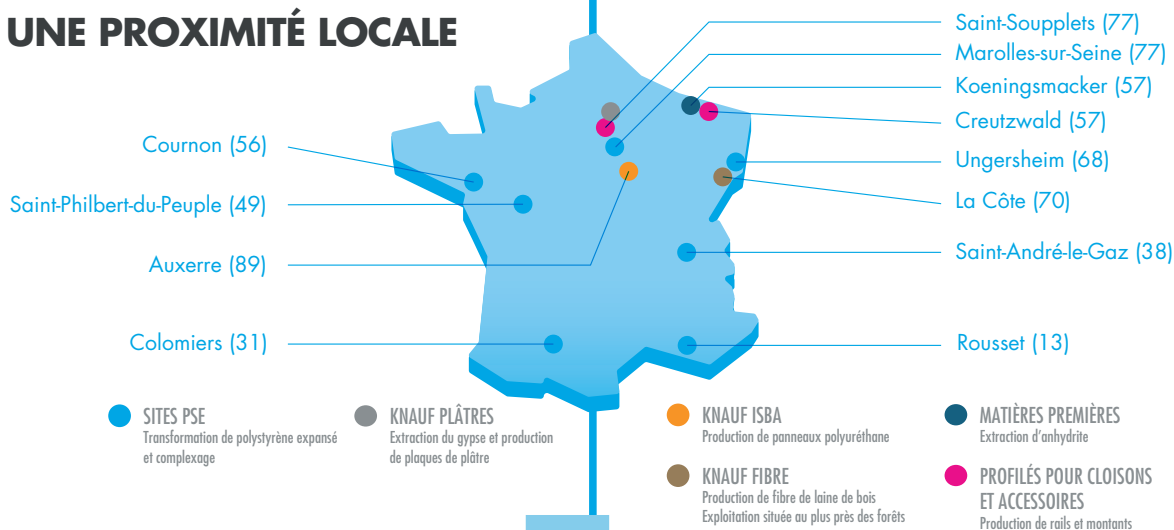 UNE PROXIMITÉ LOCALE
Saint-Soupplets (77)
Marolles-sur-Seine (77)
Koeningsmacker (57)
Creutzwald (57)
Ungersheim (68)
La Côte (70)
Saint-André-le-Gaz (38)
Rousset (13)
Cournon (56)
Saint-Philbert-du-Peuple (49)
Auxerre (89)
Colomiers (31)
SITES PSE
Transformation de polystyrène expansé
et complexage
KNAUF PLÂTRES
Extraction du gypse et production
de plaques de plâtre
KNAUF ISBA
Production de panneaux polyuréthane
KNAUF FIBRE
Production de fibre de laine de bois
Exploitation située au plus près des forêts
MATIÈRES PREMIÈRES
Extraction d'anhydrite
PROFILÉS POUR CLOISONS
ET ACCESSOIRES
Production de rails et montants